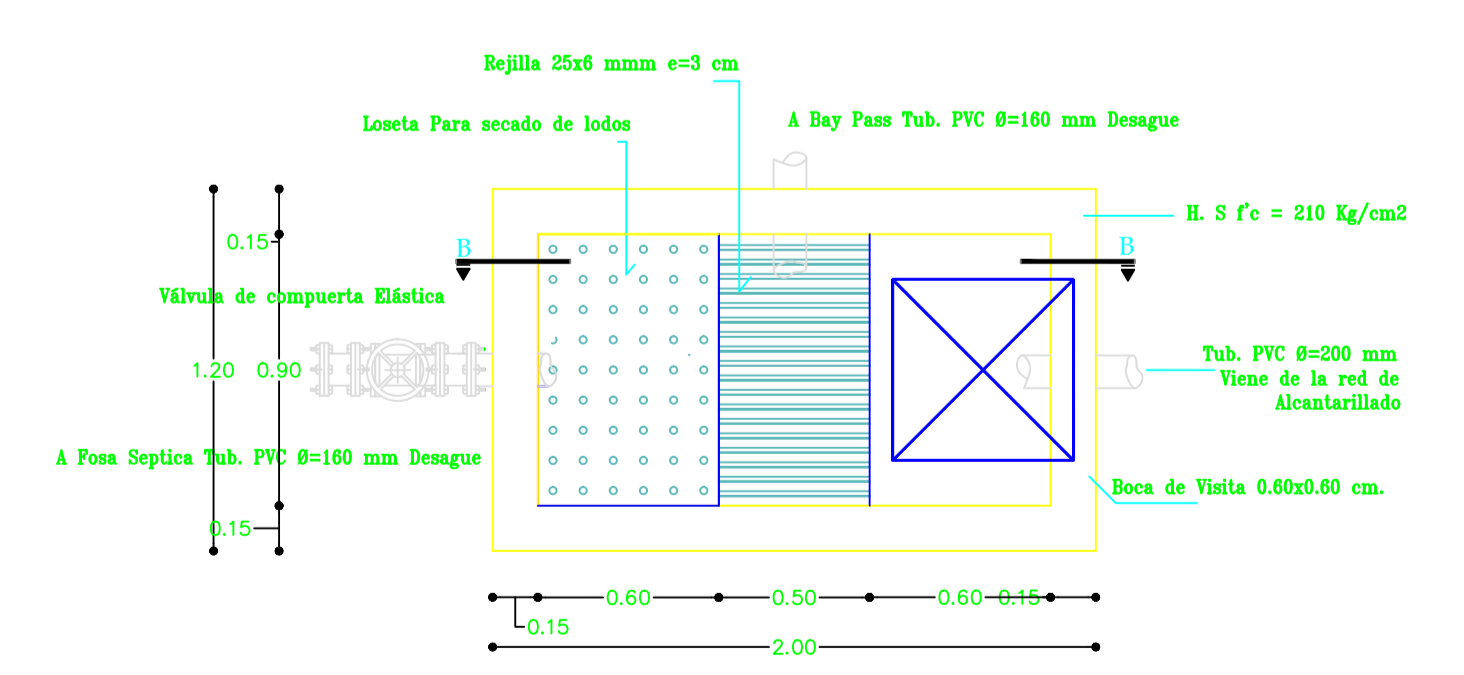 Rejilla 25x6 mmm e=3 cm
Loseta Para secado de lodos
A Bay Pass Tub. PVC Ø=160 mm Desague
H. S f'c = 210 Kg/cm2
B
B
0.15
Válvula de compuerta Elástica
1.20
0.90
Tub. PVC Ø=200 mm
Viene de la red de
Alcantarillado
A Fosa Septica Tub. PVC Ø=160 mm Desague
Boca de Visita 0.60x0.60 cm.
0.15
0.60
0.50
0.60
0.15
0.15
2.00